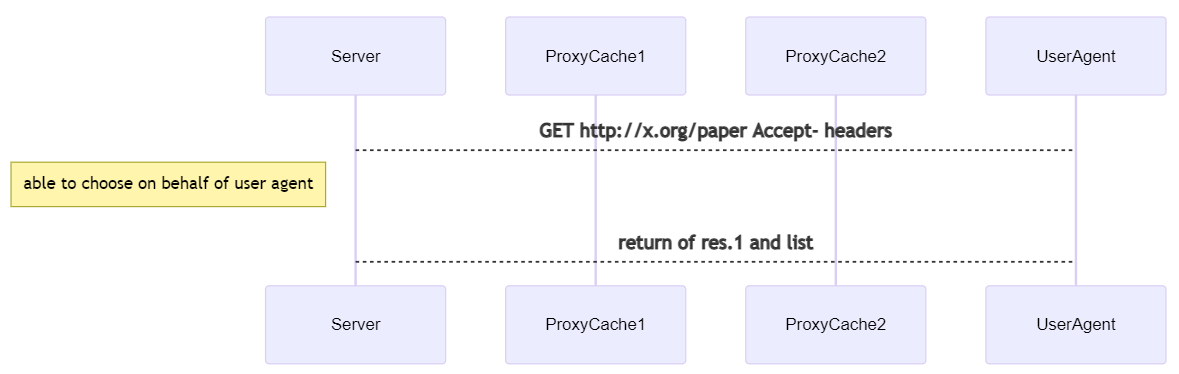 Server
ProxyCache1
ProxyCache2
UserAgent
GET http://x.org/paper Accept- headers
able to choose on behalf of user agent
return of res.1 and list
Server
ProxyCache1
ProxyCache2
UserAgent